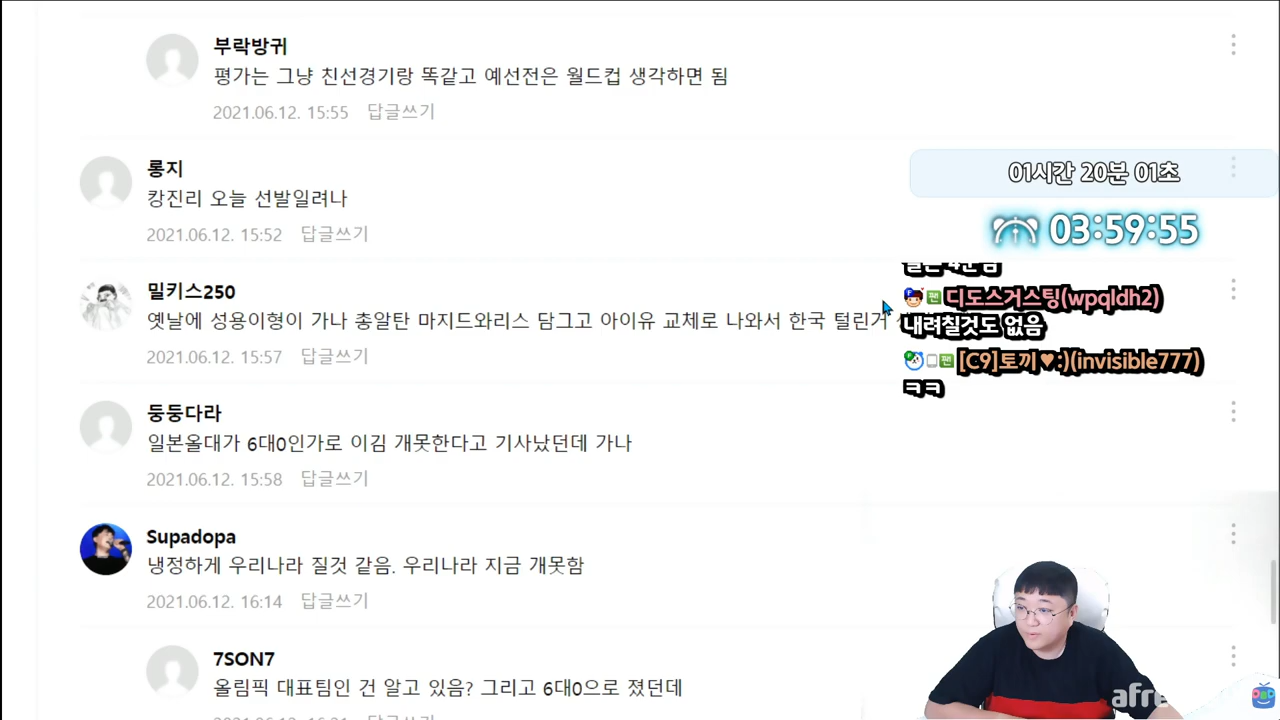 부락방귀
평가는 그냥 친선경기랑 똑같고 예선전은 월드컵 생각하면 됨
2021.06.12. 15:55 답글쓰기
롱지
캉진리 오늘 선발일려나
2021.06.12. 15:52 답글쓰기
01시간 20분 01초
03:59:55
밀키스250
옛날에 성용이형이 가나 총알탄 마지드와리스 담그고 아이유 교체로 나와서 한국 털린거
2021.06.12. 15:57 답글쓰기
디도스거스팅(wpqldh2)
내려칠것도 없음
[C9]토끼♥:)(invisible777)
ㅋㅋ
둥둥다라
일본올대가 6대0인가로 이김 개못한다고 기사났던데 가나
2021.06.12. 15:58 답글쓰기
Supadopa
냉정하게 우리나라 질것 같음. 우리나라 지금 개못함
2021.06.12. 16:14 답글쓰기
7SON7
올림픽 대표팀인 건 알고 있음? 그리고 6대0으로 졌던데
afre